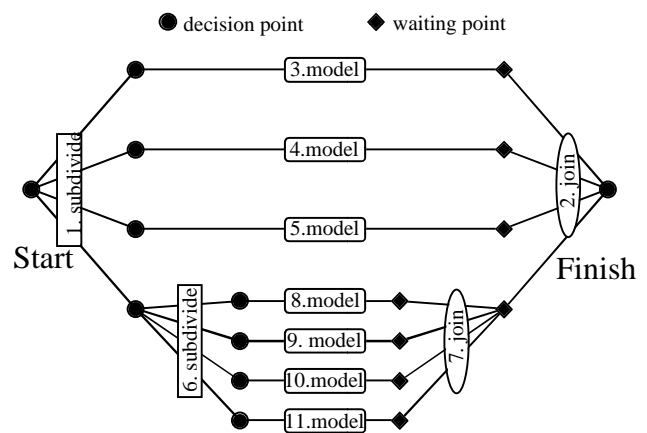 decision point
waiting point
3.model
4.model
1. subdivide
2. join
5.model
Start
Finish
8.model
6. subdivide
9. model
7. join
10.model
11.model